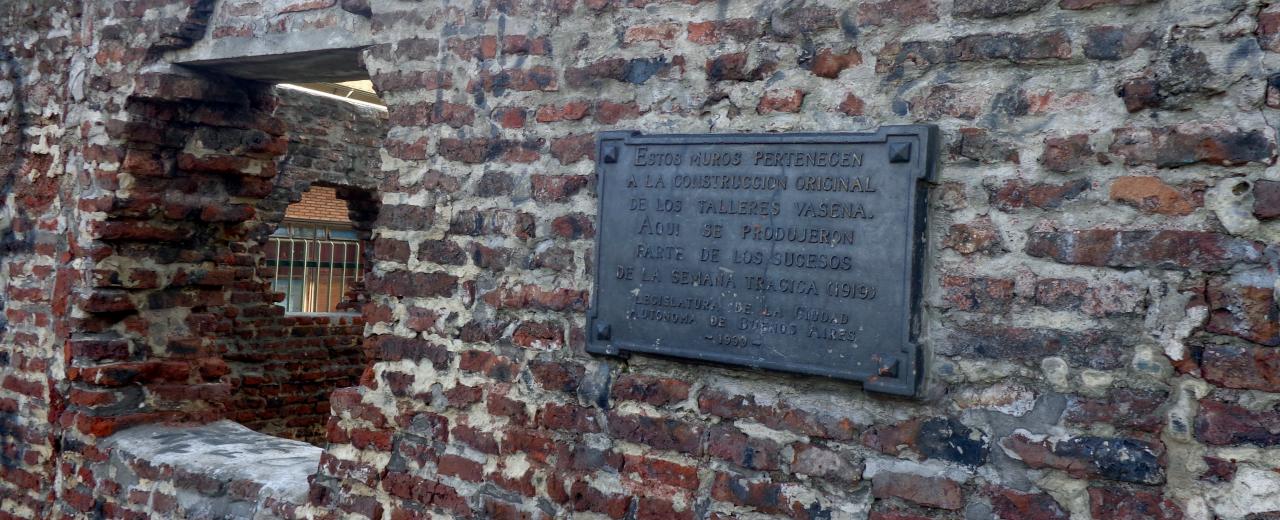 ESTOS MUROS PERTENECEN
A LA CONSTRUCCION ORIGINAL
DE LOS TALLERES VASENA.
AQUI SE PRODUJERON
PARTE DE LOS SUCESOS
DE LA SEMANA TRAGICA (1919)
LEGISLATURA DE LA CIUDAD
AUTONOMA DE BUENOS AIRES
- 1999 -